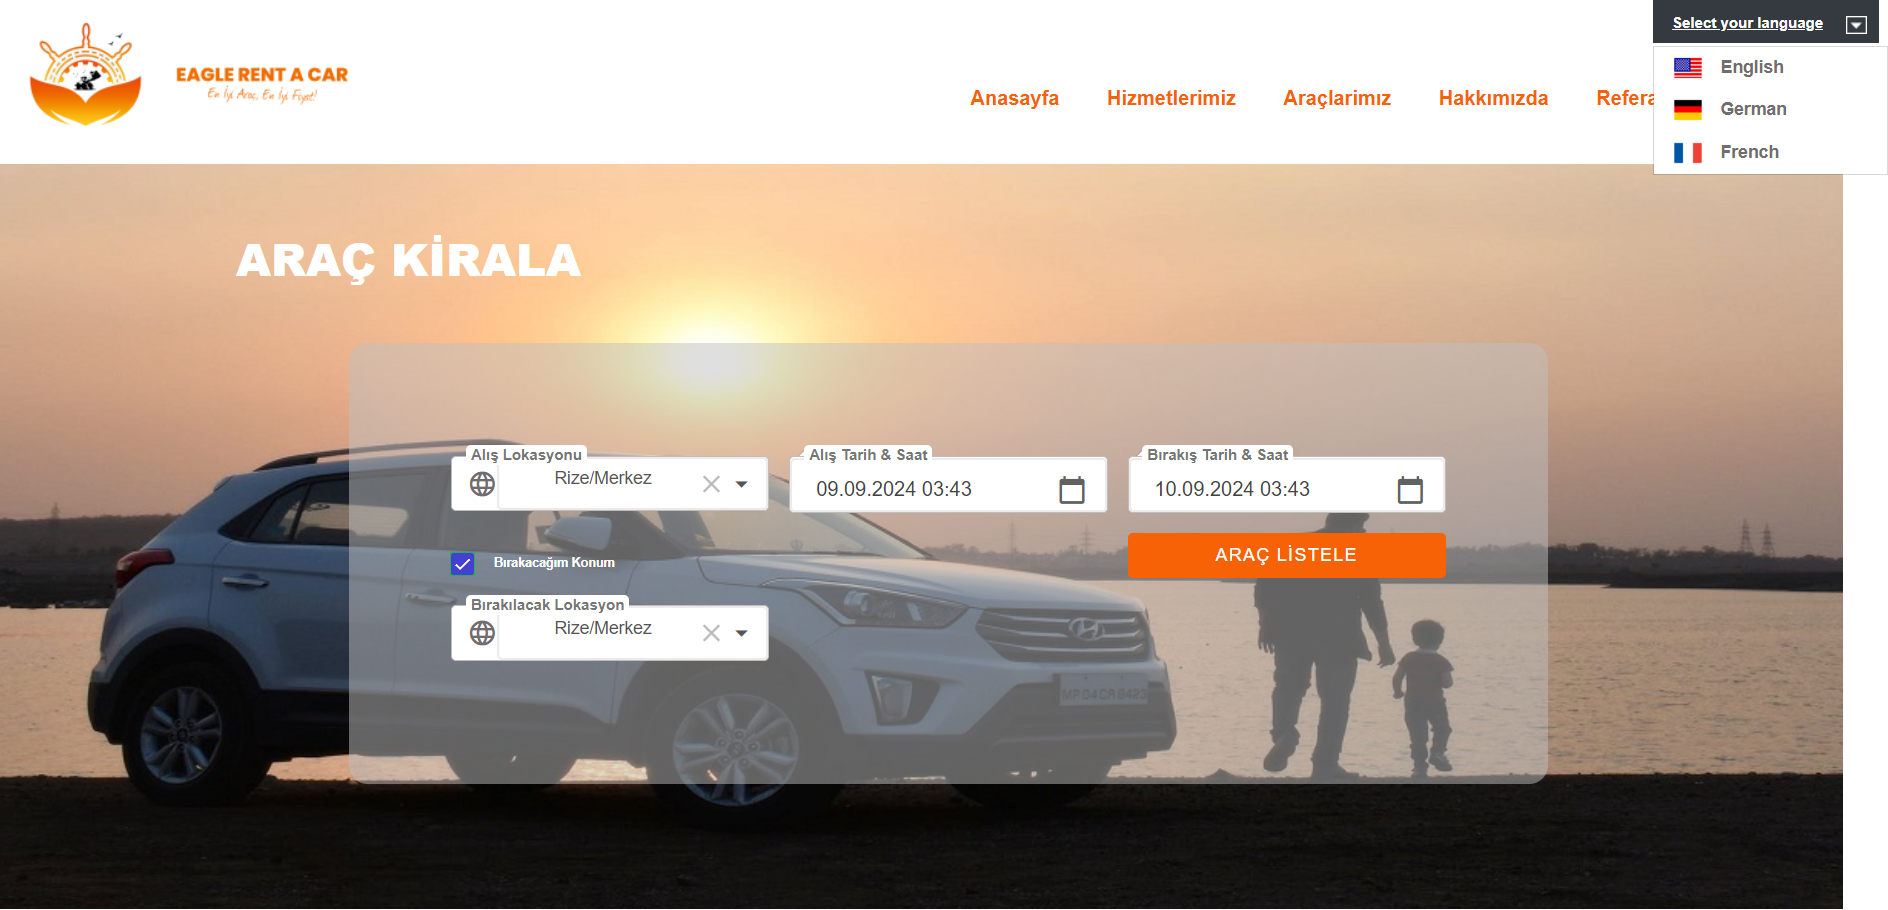 Select your language
English
German
French
EAGLE RENT A CAR
En İyi Araç, En İyi Fiyat!
Anasayfa
Hizmetlerimiz
Araçlarimiz
Hakkımızda
Refera
ARAÇ KİRALA
Alış Lokasyonu
Rize/Merkez
Alış Tarih & Saat
09.09.2024 03:43
Bırakış Tarih & Saat
10.09.2024 03:43
Bırakacağım Konum
ARAÇ LİSTELE
Bırakılacak Lokasyon
Rize/Merkez
MP04CR8423